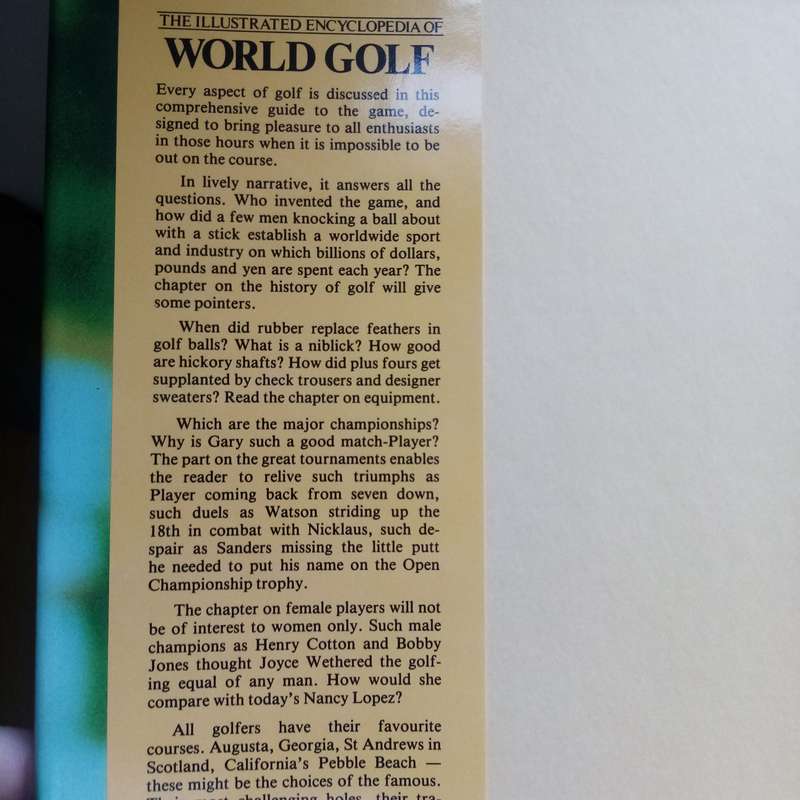 THE ILLUSTRATED ENCYCLOPEDIA OF
WORLD GOLF
Every aspect of golf is discussed in this
comprehensive guide to the game, de-
signed to bring pleasure to all enthusiasts
in those hours when it is impossible to be
out on the course.
In lively narrative, it answers all the
questions. Who invented the game, and
how did a few men knocking a ball about
with a stick establish a worldwide sport
and industry on which billions of dollars,
pounds and yen are spent each year? The
chapter on the history of golf will give
some pointers.
When did rubber replace feathers in
golf balls? What is a niblick? How good
are hickory shafts? How did plus fours get
supplanted by check trousers and designer
sweaters? Read the chapter on equipment.
Which are the major championships?
Why is Gary such a good match-Player?
The part on the great tournaments enables
the reader to relive such triumphs as
Player coming back from seven down,
such duels as Watson striding up the
18th in combat with Nicklaus, such de-
spair as Sanders missing the little putt
he needed to put his name on the Open
Championship trophy.
The chapter on female players will not
be of interest to women only. Such male
champions as Henry Cotton and Bobby
Jones thought Joyce Wethered the golf-
ing equal of any man. How would she
compare with today's Nancy Lopez?
All golfers have their favourite
courses. Augusta, Georgia, St Andrews in
Scotland, California's Pebble Beach —
these might be the choices of the famous.
Their most challenging holes, their tra-